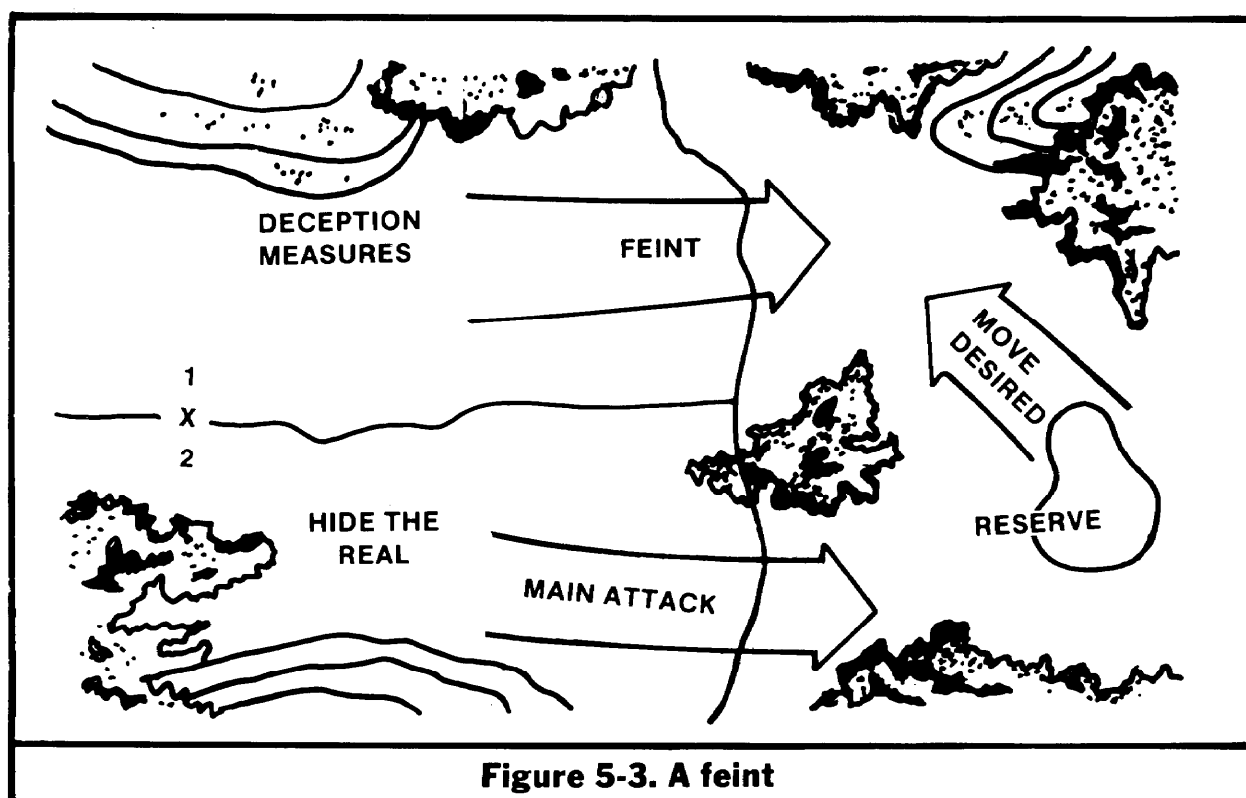 DECEPTION
MEASURES
FEINT
MOVE
DESIRED
1
X
2
HIDE THE
REAL
RESERVE
MAIN ATTACK
Figure 5-3. A feint